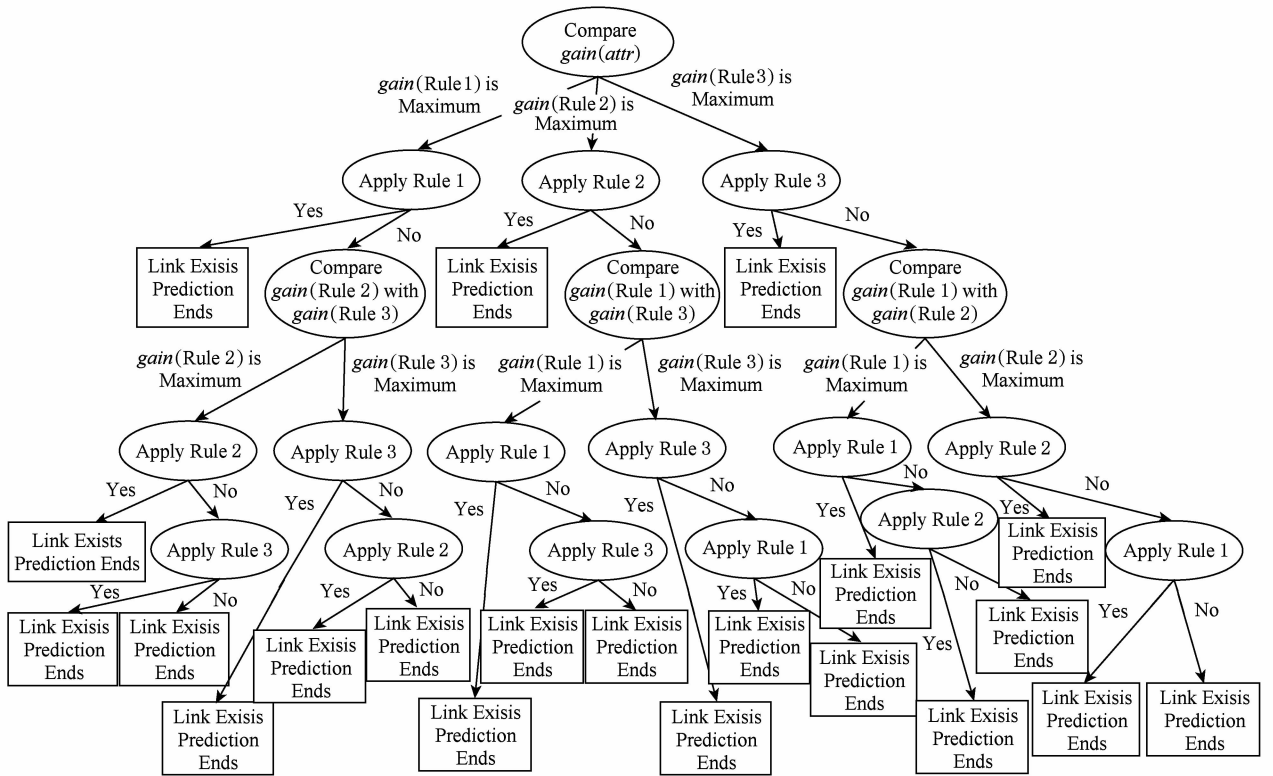 Compare
gain(attr)
gain(Rule1) is
Maximum
gain(Rule 2) is
Maximum
gain(Rule3) is
Maximum
Apply Rule 1
Apply Rule 2
Apply Rule 3
Yes
No
Yes
No
Yes
No
Link Exisis
Prediction
Ends
Compare
gain(Rule 2) with
gain(Rule 3)
Link Exisis
Prediction
Ends
Compare
gain(Rule 1) with
gain(Rule 3)
Link Exisis
Prediction
Ends
Compare
gain(Rule 1) with
gain(Rule 2)
gain(Rule 2) is
Maximum
gain(Rule 3) is
Maximum
gain(Rule 1) is
Maximum
gain(Rule 3) is
Maximum
gain(Rule 1) is
Maximum
gain(Rule 2) is
Maximum
Apply Rule 2
Apply Rule 3
Apply Rule 1
Apply Rule 3
Apply Rule 1
Apply Rule 2
Yes
No
Yes
No
Yes
No
Yes
No
Yes
No
Yes
No
Link Exists
Prediction Ends
Apply Rule 3
Apply Rule 2
Apply Rule 3
Apply Rule 1
Link Exisis
Prediction
Ends
Apply Rule 2
Link Exisis
Prediction
Ends
Apply Rule 1
Yes
No
Yes
No
Yes
No
Yes
No
Yes
No
Yes
No
Link Exisis
Prediction
Ends
Link Exisis
Prediction
Ends
Link Exisis
Prediction
Ends
Link Exisis
Prediction
Ends
Link Exisis
Prediction
Ends
Link Exisis
Prediction
Ends
Link Exisis
Prediction
Ends
Link Exisis
Prediction
Ends
Link Exisis
Prediction
Ends
Link Exisis
Prediction
Ends
Link Exisis
Prediction
Ends
Link Exisis
Prediction
Ends
Link Exisis
Prediction
Ends
Link Exisis
Prediction
Ends
Link Exisis
Prediction
Ends